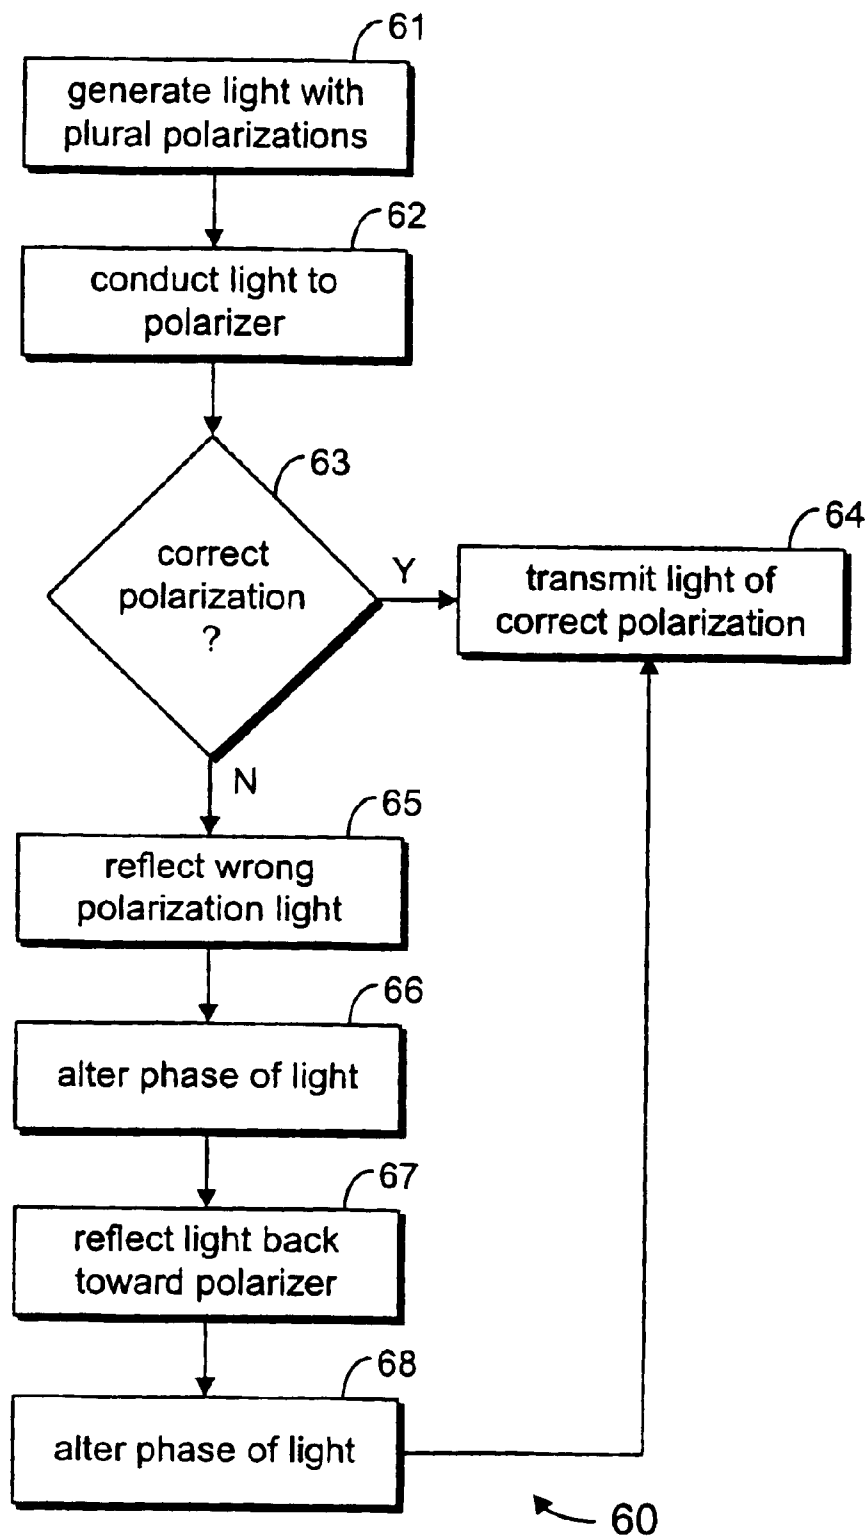 61
generate light with
plural polarizations
62
conduct light to
polarizer
63
correct
polarization
?
Y
64
transmit light of
correct polarization
N
65
reflect wrong
polarization light
66
alter phase of light
67
reflect light back
toward polarizer
68
alter phase of light
60